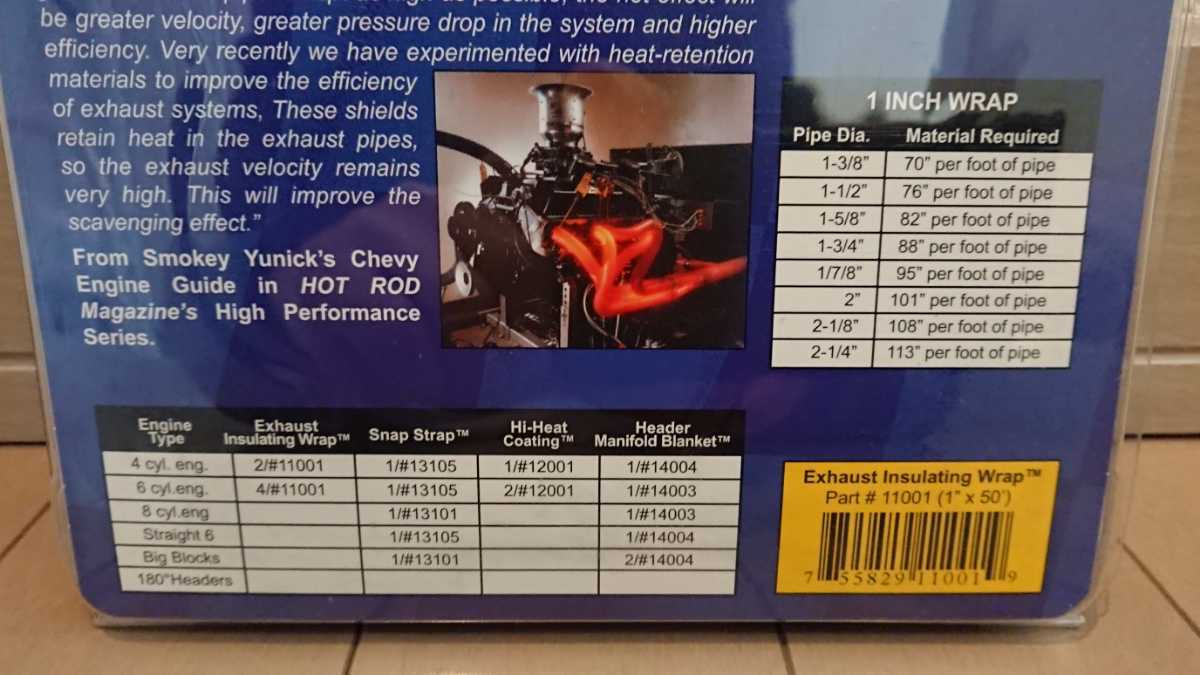 be greater velocity, greater pressure drop in the system and higher
efficiency. Very recently we have experimented with heat-retention
materials to improve the efficiency
of exhaust systems, These shields
retain heat in the exhaust pipes,
so the exhaust velocity remains
very high. This will improve the
scavenging effect."
From Smokey Yunick's Chevy
Engine Guide in HOT ROD
Magazine's High Performance
Series.
1 INCH WRAP
Pipe Dia. Material Required
1-3/8" 70" per foot of pipe
1-1/2" 76" per foot of pipe
1-5/8" 82" per foot of pipe
1-3/4" 88" per foot of pipe
1/7/8" 95" per foot of pipe
2" 101" per foot of pipe
2-1/8" 108" per foot of pipe
2-1/4" 113" per foot of pipe
Engine Type Exhaust Insulating Wrap™ Snap Strap™ Hi-Heat Coating™ Header Manifold Blanket™
4 cyl. eng. 2/#11001 1/#13105 1/#12001 1/#14004
6 cyl.eng. 4/#11001 1/#13105 2/#12001 1/#14003
8 cyl.eng 1/#13101 1/#14003
Straight 6 1/#13105 1/#14004
Big Blocks 1/#13101 2/#14004
180°Headers
Exhaust Insulating Wrap™
Part # 11001 (1" x 50')
7 55829 11001 9